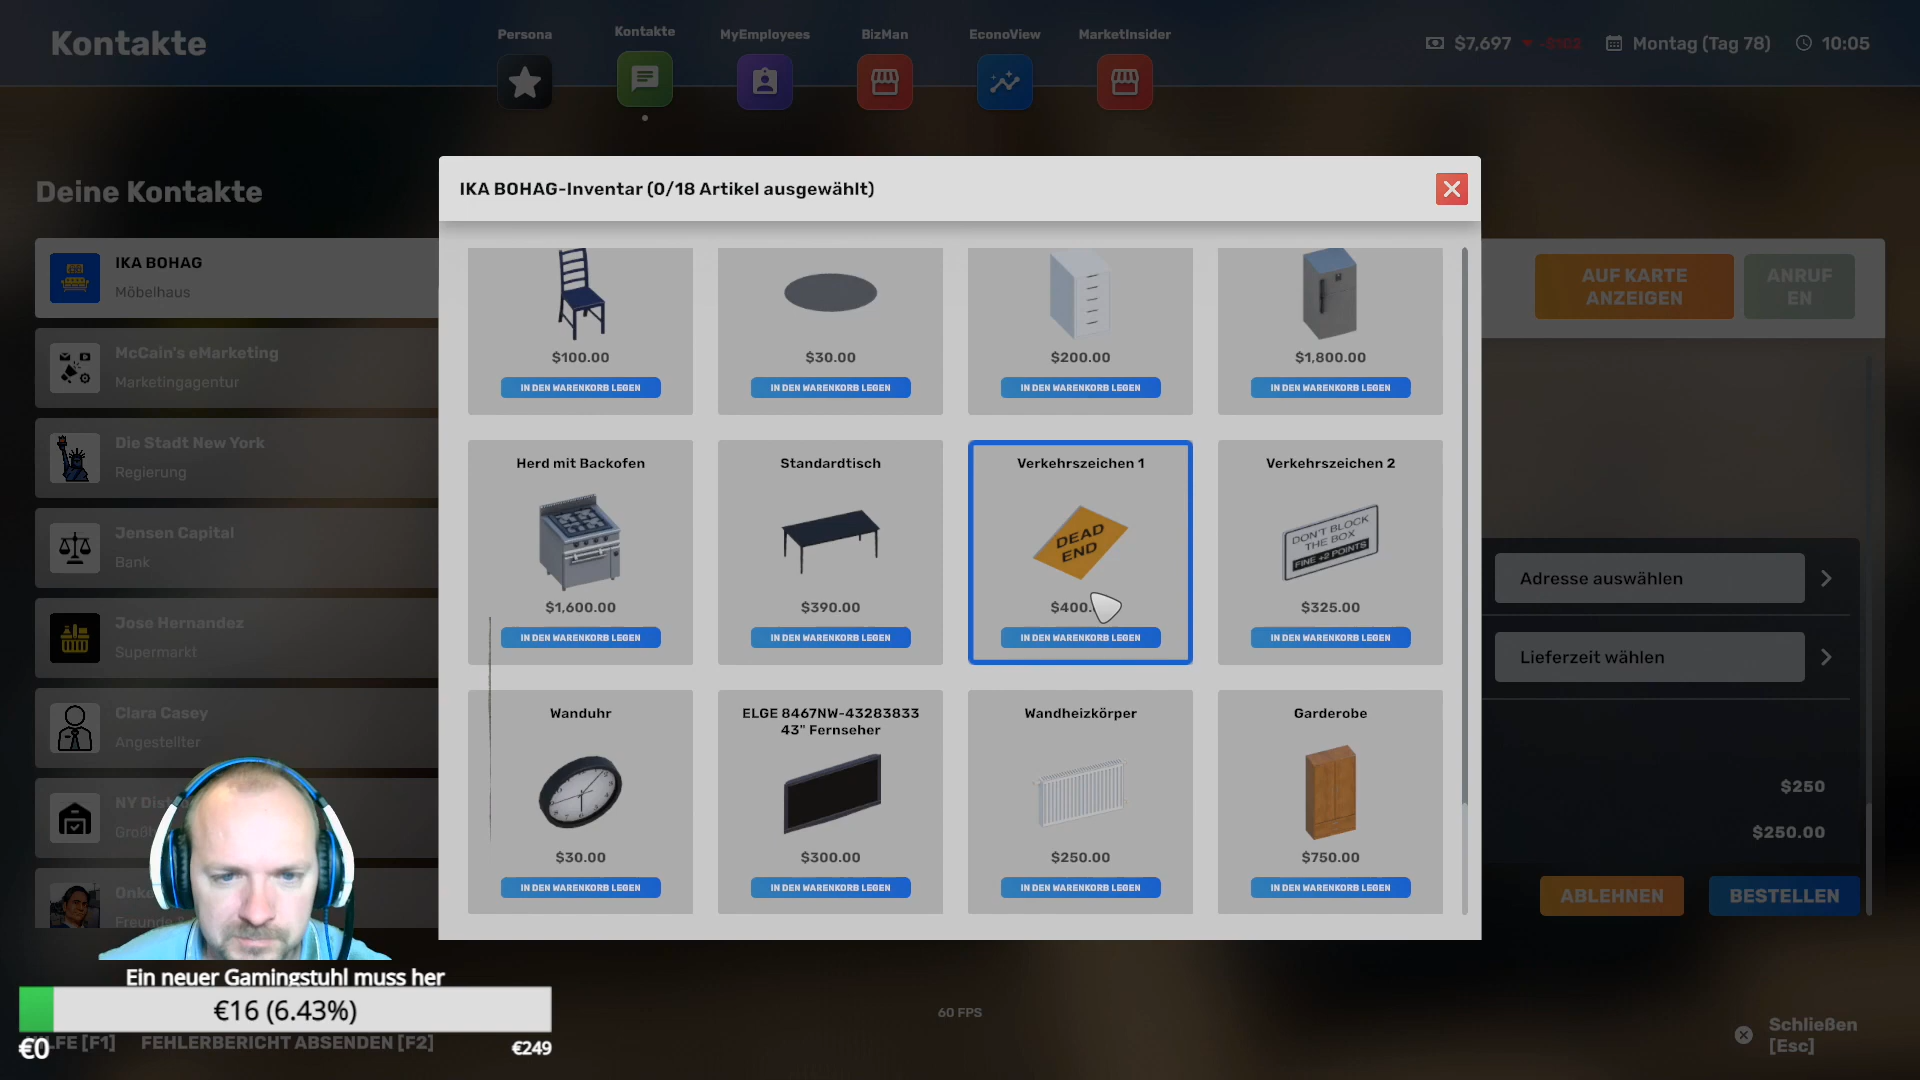 Kontakte
Persona
Kontakte
MyEmployees
BizMan
EconoView
MarketInsider
$7,697
-$102
Montag (Tag 78)
10:05
Deine Kontakte
IKA BOHAG
Möbelhaus
McCain's eMarketing
Marketingagentur
Die Stadt New York
Regierung
Jensen Capital
Bank
Jose Hernandez
Supermarkt
Clara Casey
Angestellter
IKA BOHAG-Inventar (0/18 Artikel ausgewählt)
$100.00
$30.00
$200.00
$1,800.00
IN DEN WARENKORB LEGEN
IN DEN WARENKORB LEGEN
IN DEN WARENKORB LEGEN
IN DEN WARENKORB LEGEN
Herd mit Backofen
Standardtisch
Verkehrszeichen 1
Verkehrszeichen 2
DEAD
END
DON'T BLOCK
THE BOX
FINE +2 POINTS
$1,600.00
$390.00
$400.
$325.00
IN DEN WARENKORB LEGEN
IN DEN WARENKORB LEGEN
IN DEN WARENKORB LEGEN
IN DEN WARENKORB LEGEN
Wanduhr
ELGE 8467NW-43283833
43" Fernseher
Wandheizkörper
Garderobe
$30.00
$300.00
$250.00
$750.00
IN DEN WARENKORB LEGEN
IN DEN WARENKORB LEGEN
IN DEN WARENKORB LEGEN
IN DEN WARENKORB LEGEN
AUF KARTE
ANZEIGEN
ANRUF
EN
Adresse auswählen
Lieferzeit wählen
$250
$250.00
ABLEHNEN
BESTELLEN
Ein neuer Gamingstuhl muss her
€16 (6.43%)
€0
€249
[F1]
FEHLERBERICHT ABSENDEN [F2]
60 FPS
Schließen
[Esc]